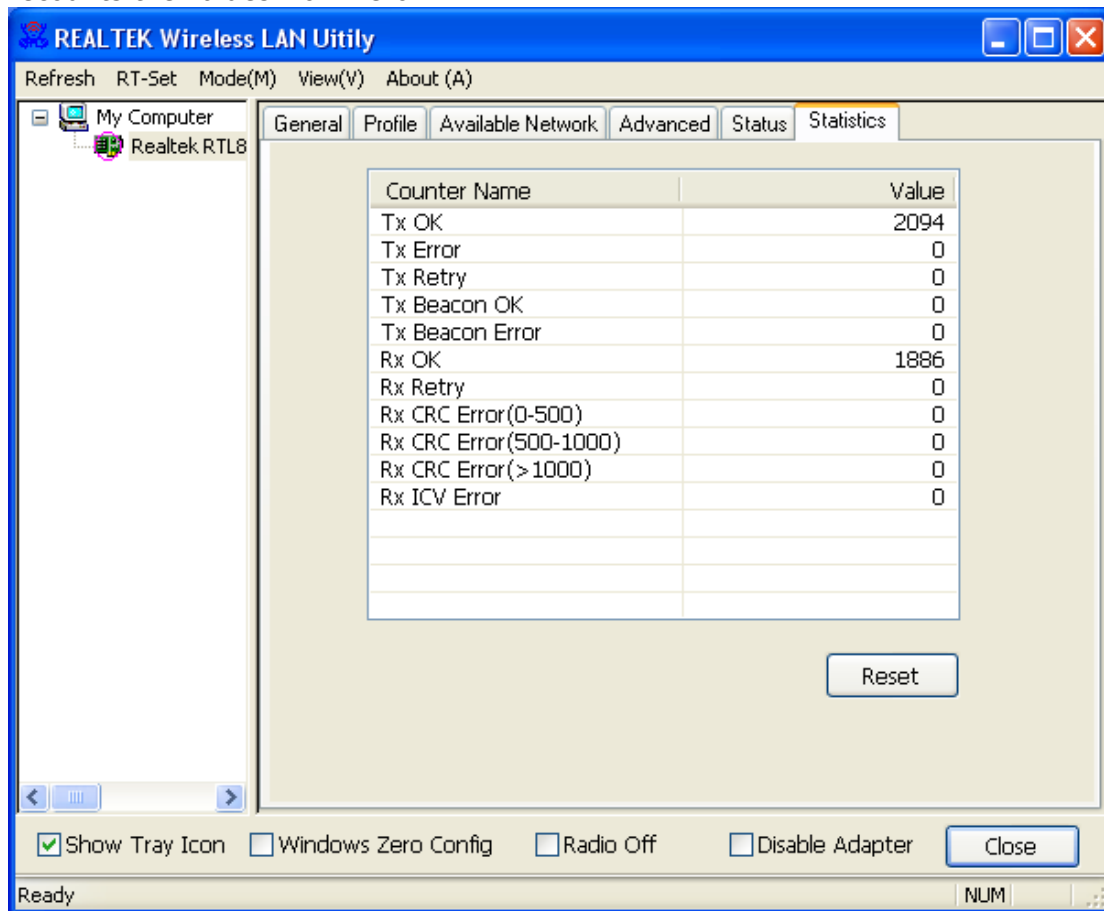 REALTEK Wireless LAN Uitily
Refresh RT-Set Mode(M) View(V) About (A)
My Computer
Realtek RTL8
General Profile Available Network Advanced Status Statistics
Counter Name Value
Tx OK 2094
Tx Error 0
Tx Retry 0
Tx Beacon OK 0
Tx Beacon Error 0
Rx OK 1886
Rx Retry 0
Rx CRC Error(0-500) 0
Rx CRC Error(500-1000) 0
Rx CRC Error(>1000) 0
Rx ICV Error 0
Reset
Show Tray Icon Windows Zero Config Radio Off Disable Adapter Close
Ready NUM